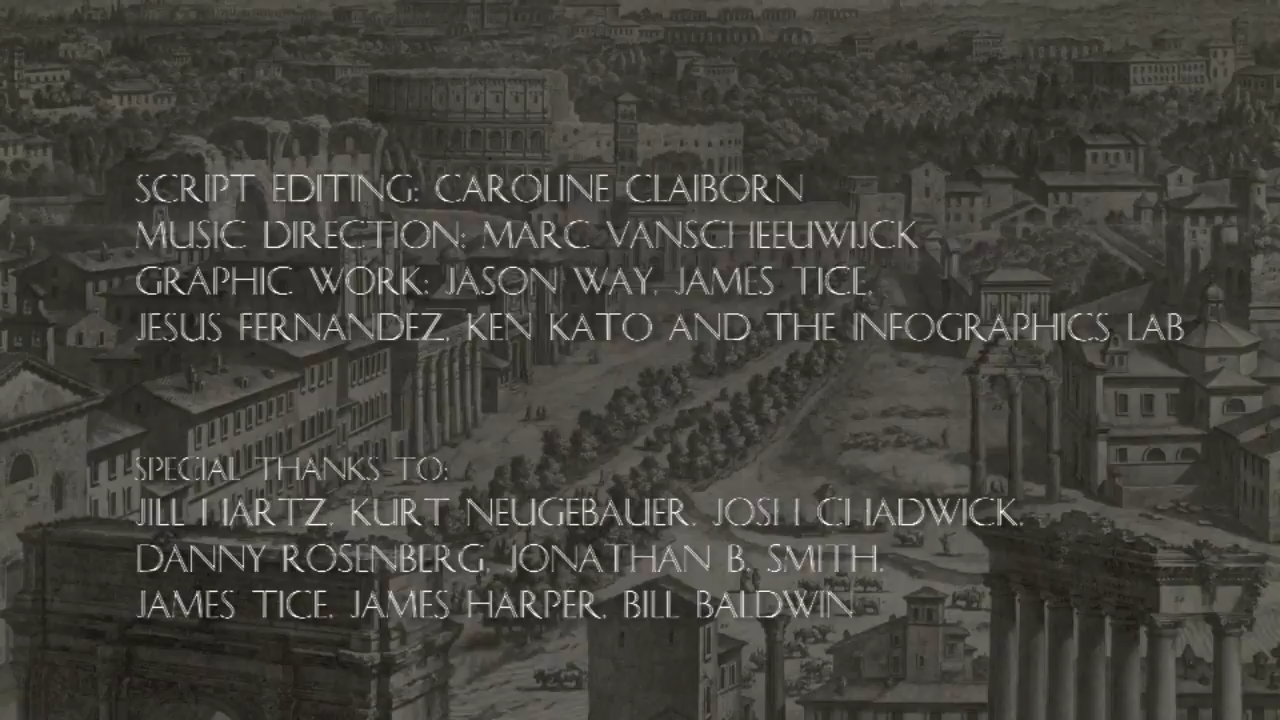 SCRIPT EDITING: CAROLINE CLAIBORN
MUSIC DIRECTION: MARC VANSCHEEUWIJCK
GRAPHIC WORK: JASON WAY, JAMES TICE,
JESUS FERNANDEZ, KEN KATO AND THE INFOGRAPHICS LAB
SPECIAL THANKS TO:
JILL HARTZ, KURT NEUGEBAUER, JOSH CHADWICK,
DANNY ROSENBERG, JONATHAN B. SMITH,
JAMES TICE, JAMES HARPER, BILL BALDWIN